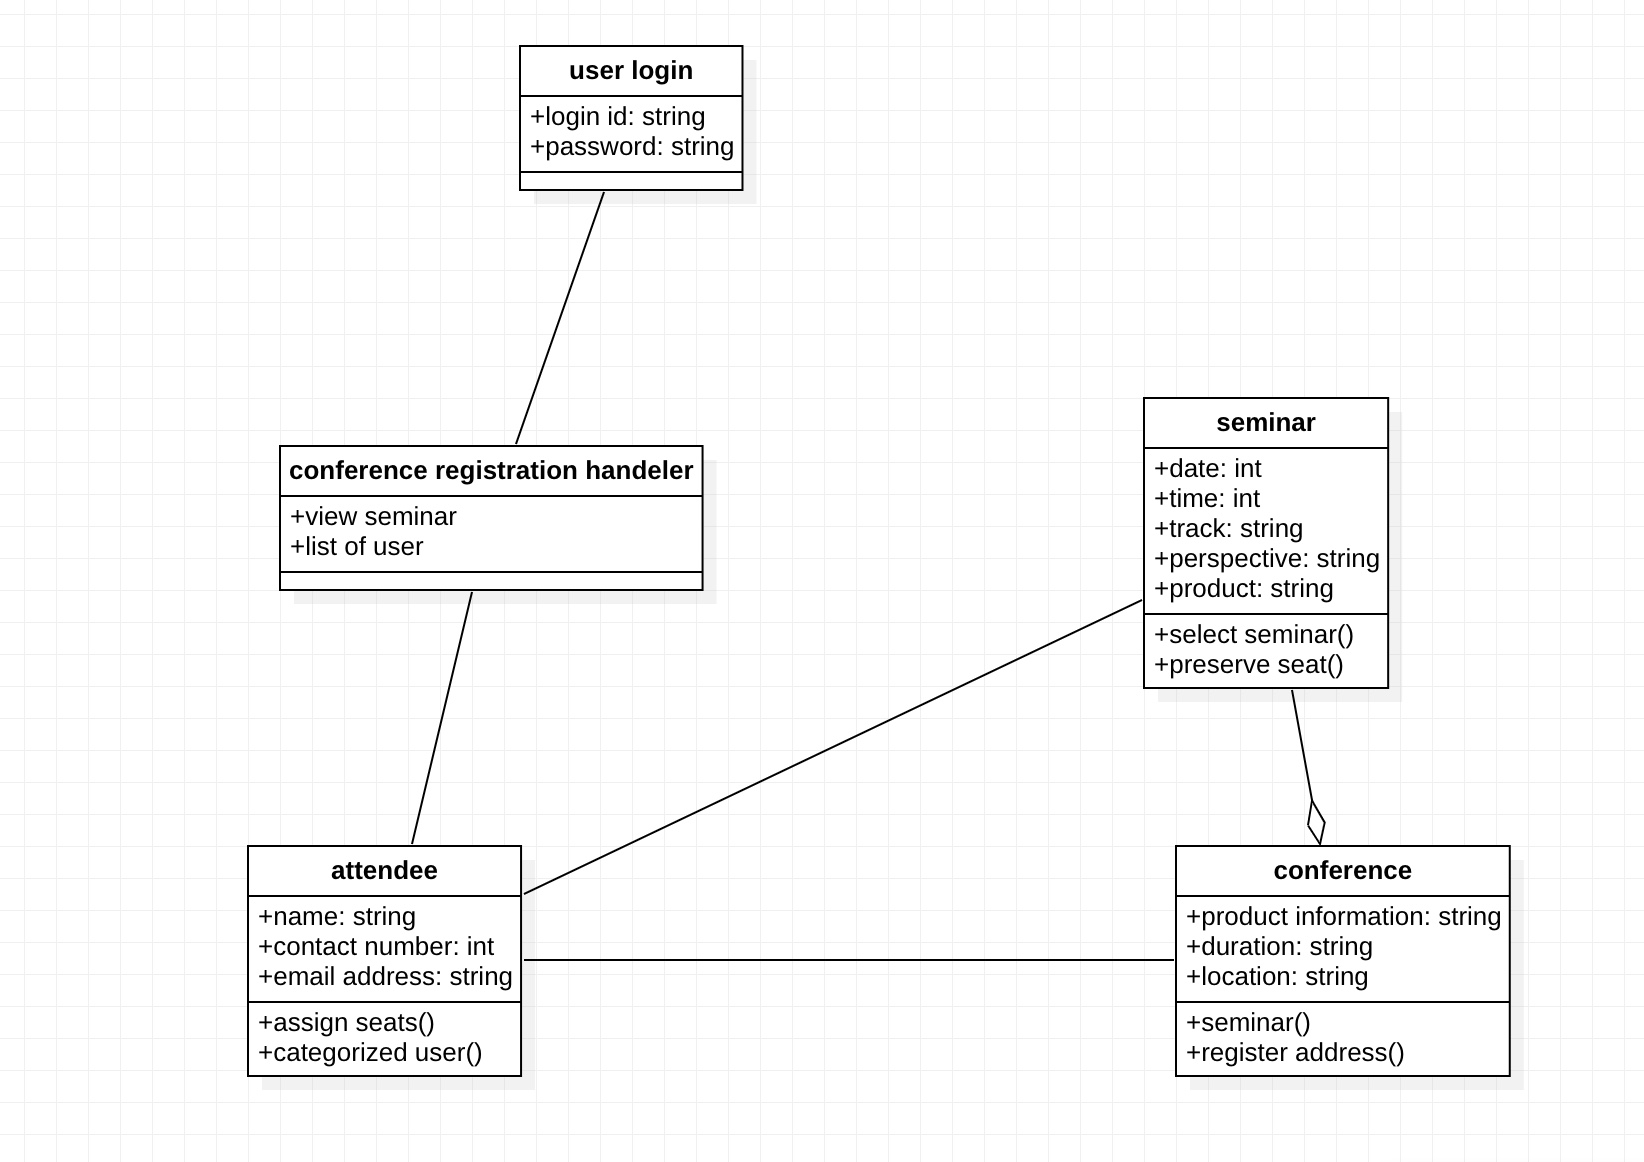 user login
+login id: string
+password: string
conference registration handeler
+view seminar
+list of user
seminar
+date: int
+time: int
+track: string
+perspective: string
+product: string
+select seminar()
+preserve seat()
attendee
+name: string
+contact number: int
+email address: string
+assign seats()
+categorized user()
conference
+product information: string
+duration: string
+location: string
+seminar()
+register address()